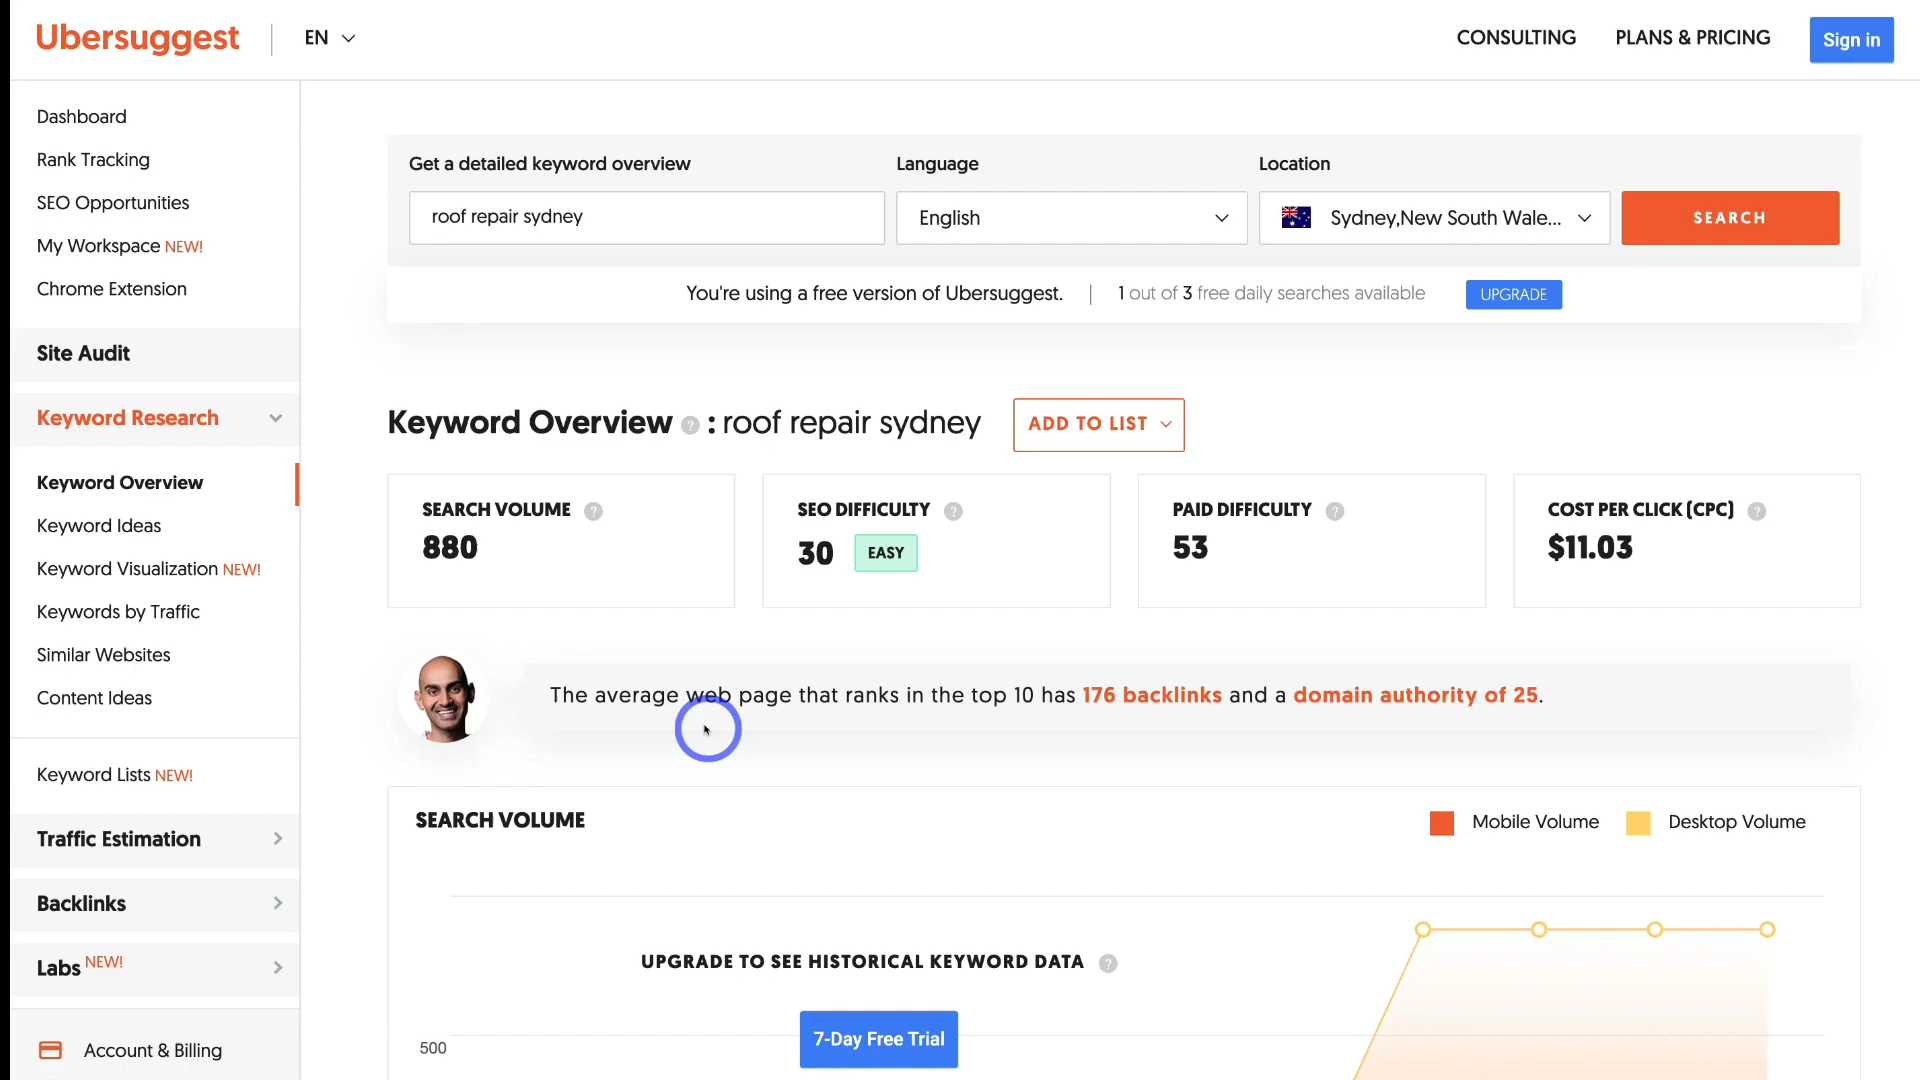 Ubersuggest
EN
CONSULTING
PLANS & PRICING
Sign in
Dashboard
Rank Tracking
SEO Opportunities
My Workspace NEW!
Chrome Extension
Site Audit
Keyword Research
Keyword Overview
Keyword Ideas
Keyword Visualization NEW!
Keywords by Traffic
Similar Websites
Content Ideas
Keyword Lists NEW!
Traffic Estimation
Backlinks
Labs NEW!
Account & Billing
Get a detailed keyword overview
Language
Location
roof repair sydney
English
Sydney,New South Wale...
SEARCH
You're using a free version of Ubersuggest. | 1 out of 3 free daily searches available
UPGRADE
Keyword Overview ? : roof repair sydney
ADD TO LIST
SEARCH VOLUME ?
880
SEO DIFFICULTY ?
30 EASY
PAID DIFFICULTY ?
53
COST PER CLICK (CPC) ?
$11.03
The average web page that ranks in the top 10 has 176 backlinks and a domain authority of 25.
SEARCH VOLUME
Mobile Volume
Desktop Volume
UPGRADE TO SEE HISTORICAL KEYWORD DATA ?
7-Day Free Trial
500